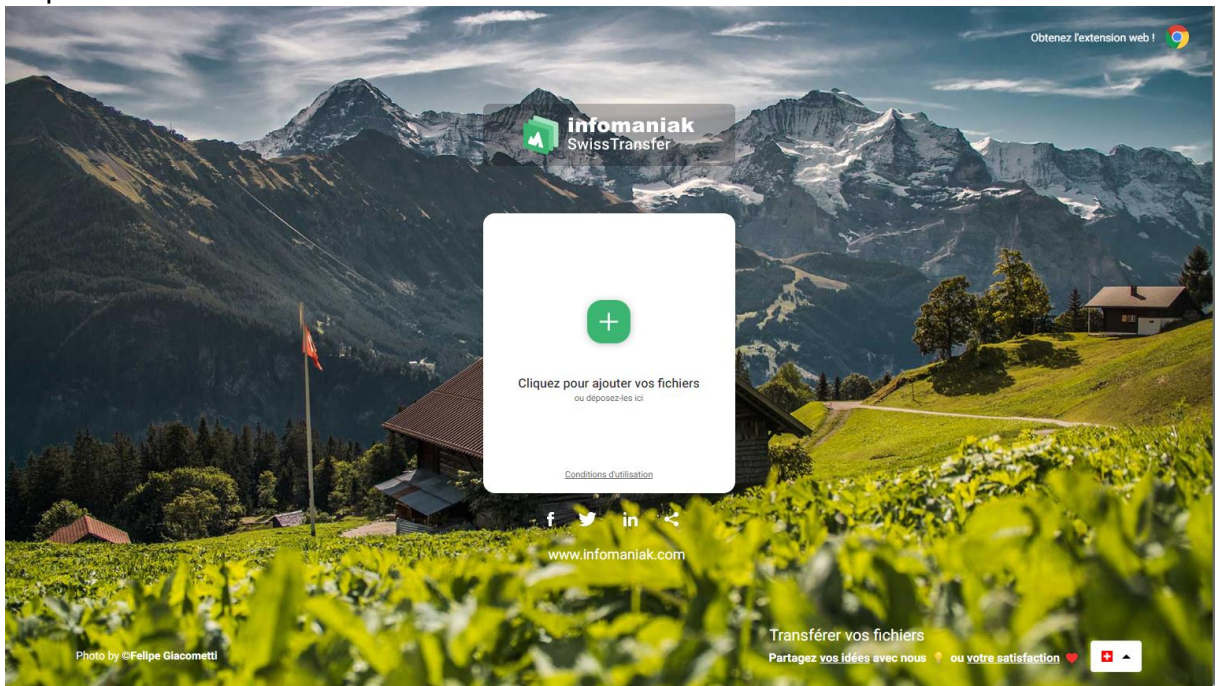 Obtenez l'extension web !
infomaniak
SwissTransfer
Cliquez pour ajouter vos fichiers
ou déposez-les ici
Conditions d'utilisation
www.infomaniak.com
Transférer vos fichiers
Photo by ©Felipe Giacometti
Partagez vos idées avec nous ou votre satisfaction